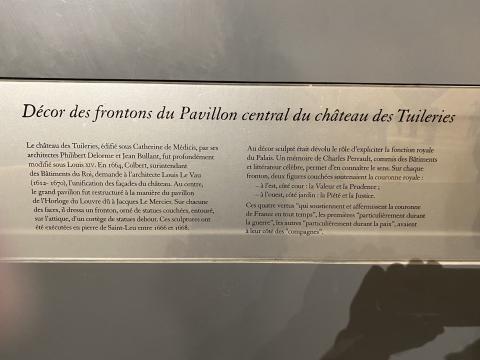 Décor des frontons du Pavillon central du château des Tuileries
Le château des Tuileries, édifié sous Catherine de Médicis, par ses
architectes Philibert Delorme et Jean Bullant, fut profondément
modifié sous Louis XIV. En 1664, Colbert, surintendant
des Bâtiments du Roi, demande à l'architecte Louis Le Vau
(1612-1670), l'unification des façades du château. Au centre,
le grand pavillon fut restructuré à la manière du pavillon
de l'Horloge du Louvre dû à Jacques Le Mercier. Sur chacune
des faces, il dressa un fronton, orné de statues couchées, entouré,
sur l'attique, d'un cortège de statues debout. Ces sculptures ont
été exécutées en pierre de Saint-Leu entre 1666 et 1668.
Au décor sculpté était dévolu le rôle d'expliciter la fonction royale
du Palais. Un mémoire de Charles Perrault, commis des Bâtiments
et littérateur célèbre, permet d'en connaître le sens. Sur chaque
fronton, deux figures couchées soutenaient la couronne royale :
– à l'est, côté cour : la Valeur et la Prudence ;
– à l'ouest, côté jardin : la Piété et la Justice.
Ces quatre vertus "qui soutiennent et affermissent la couronne
de France en tout temps", les premières "particulièrement durant
la guerre", les autres "particulièrement durant la paix", avaient
à leur côté des "compagnes".